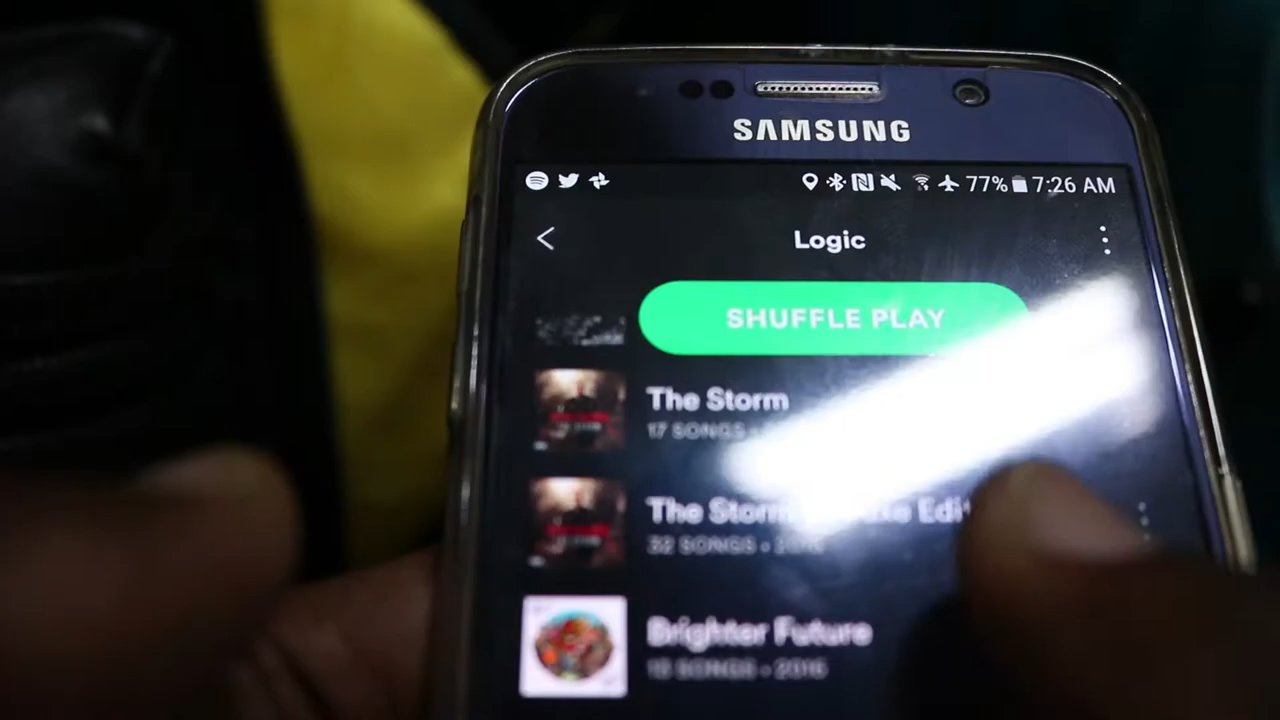 SAMSUNG
77% 7:26 AM
Logic
SHUFFLE PLAY
The Storm
17 SONGS •
The Storm Edi
32 SONGS •
Brighter Future
SONGS • 2016